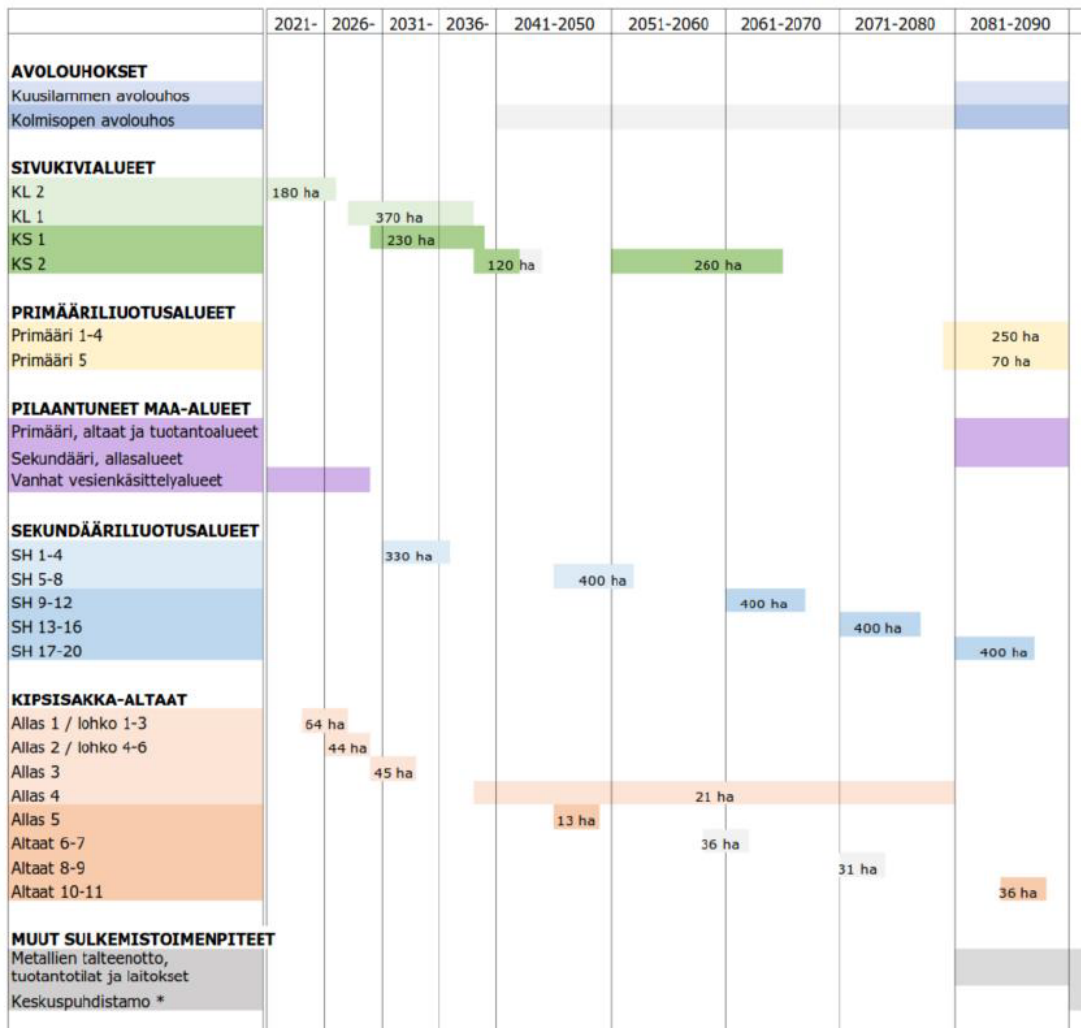 2021- 2026- 2031- 2036- 2041-2050 2051-2060 2061-2070 2071-2080 2081-2090
AVOLOUHOKSET
Kuusilammen avolouhos
Kolmisopen avolouhos
SIVUKIVIALUEET
KL 2 180 ha
KL 1 370 ha
KS 1 230 ha
KS 2 120 ha 260 ha
PRIMÄÄRILIUOTUSALUEET
Primääri 1-4 250 ha
Primääri 5 70 ha
PILAANTUNEET MAA-ALUEET
Primääri, altaat ja tuotantoalueet
Sekundääri, allasalueet
Vanhat vesienkäsittelyalueet
SEKUNDÄÄRILIUOTUSALUEET
SH 1-4 330 ha
SH 5-8 400 ha
SH 9-12 400 ha
SH 13-16 400 ha
SH 17-20 400 ha
KIPSISAKKA-ALTAAT
Allas 1 / lohko 1-3 64 ha
Allas 2 / lohko 4-6 44 ha
Allas 3 45 ha
Allas 4 21 ha
Allas 5 13 ha
Altaat 6-7 36 ha
Altaat 8-9 31 ha
Altaat 10-11 36 ha
MUUT SULKEMISTOIMENPITEET
Metallien talteenotto,
tuotantotilat ja laitokset
Keskuspuhdistamo *